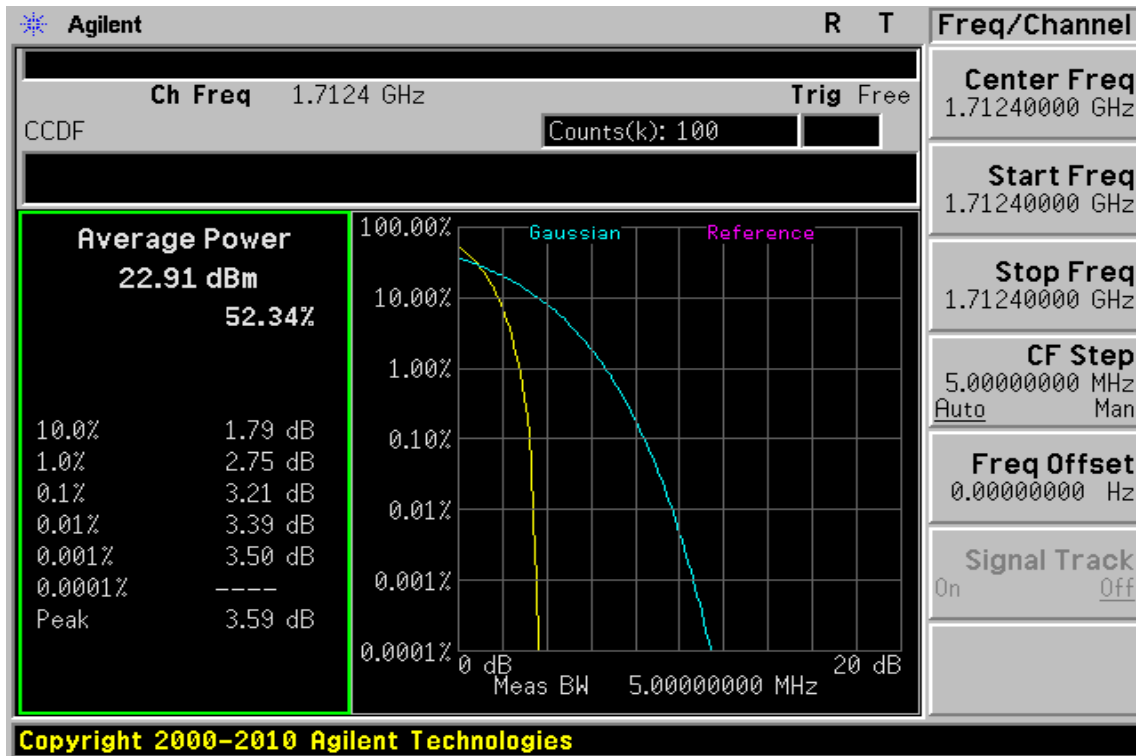 Agilent R T
Ch Freq 1.7124 GHz Trig Free
CCDF Counts(k): 100
Average Power
22.91 dBm
52.34%
10.0% 1.79 dB
1.0% 2.75 dB
0.1% 3.21 dB
0.01% 3.39 dB
0.001% 3.50 dB
0.0001% ----
Peak 3.59 dB
Gaussian Reference
100.00%
10.00%
1.00%
0.10%
0.01%
0.001%
0.0001%
0 dB 20 dB
Meas BW 5.00000000 MHz
Freq/Channel
Center Freq
1.71240000 GHz
Start Freq
1.71240000 GHz
Stop Freq
1.71240000 GHz
CF Step
5.00000000 MHz
Auto Man
Freq Offset
0.00000000 Hz
Signal Track
On Off
Copyright 2000-2010 Agilent Technologies